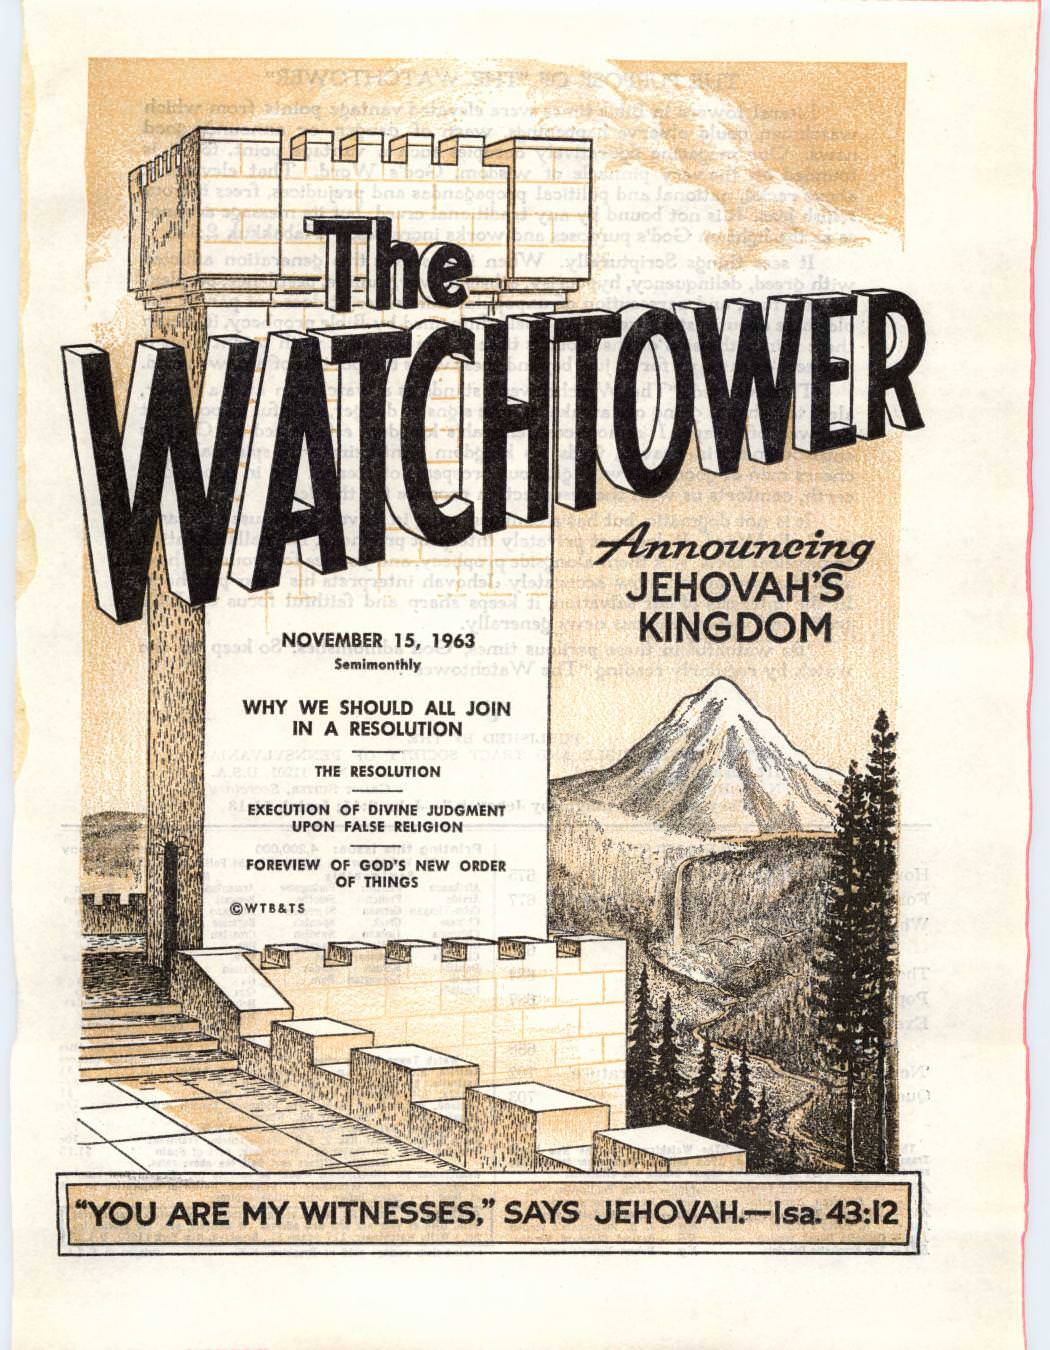 The
WATCHTOWER
Announcing
JEHOVAH'S
KINGDOM
NOVEMBER 15, 1963
Semimonthly
WHY WE SHOULD ALL JOIN
IN A RESOLUTION
THE RESOLUTION
EXECUTION OF DIVINE JUDGMENT
UPON FALSE RELIGION
FOREVIEW OF GOD'S NEW ORDER
OF THINGS
©WTB&TS
"YOU ARE MY WITNESSES," SAYS JEHOVAH.—Isa. 43:12